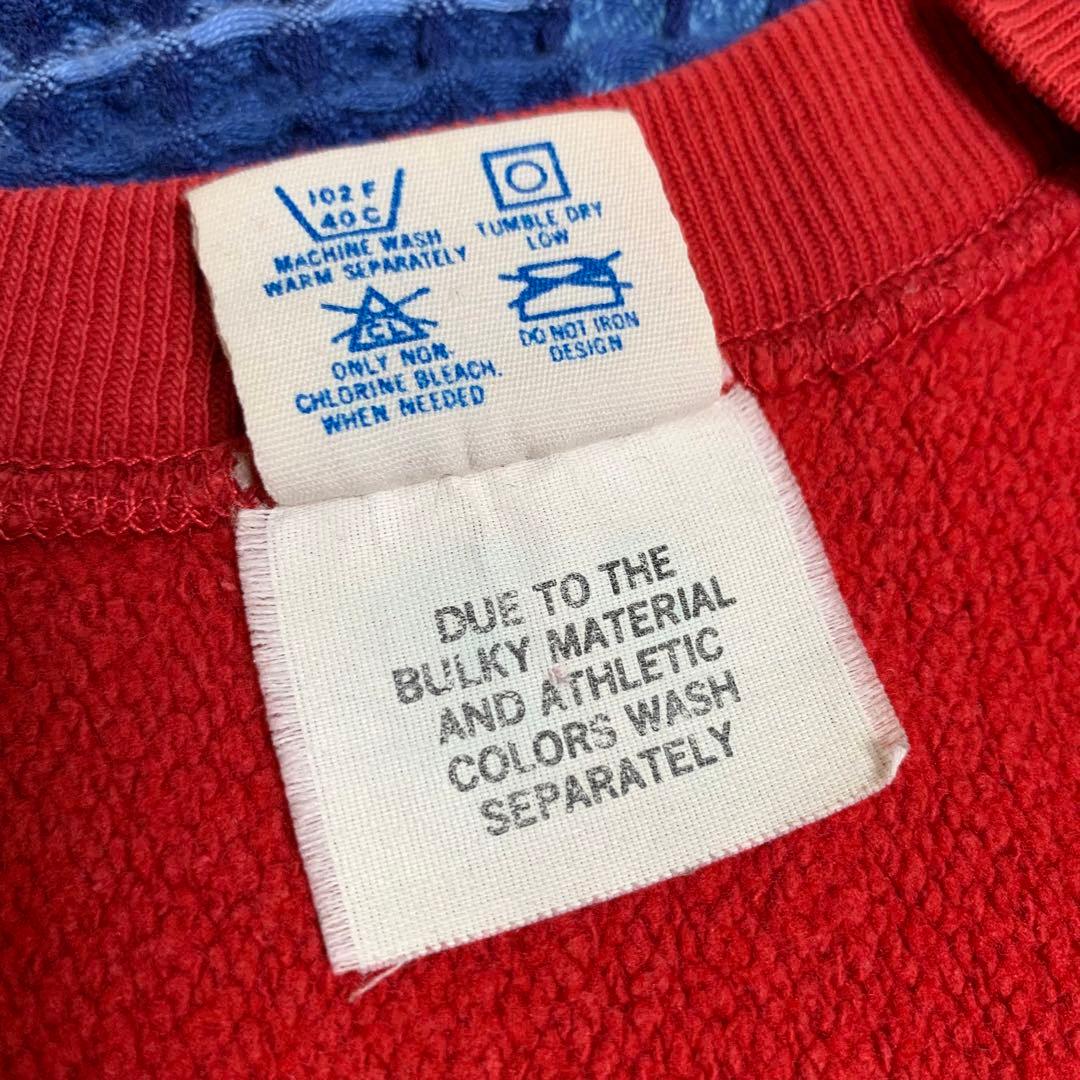 102 F
40 C
MACHINE WASH
WARM SEPARATELY
TUMBLE DRY
LOW
CL
ONLY NON-
CHLORINE BLEACH.
WHEN NEEDED
DO NOT IRON
DESIGN
DUE TO THE
BULKY MATERIAL
AND ATHLETIC
COLORS WASH
SEPARATELY